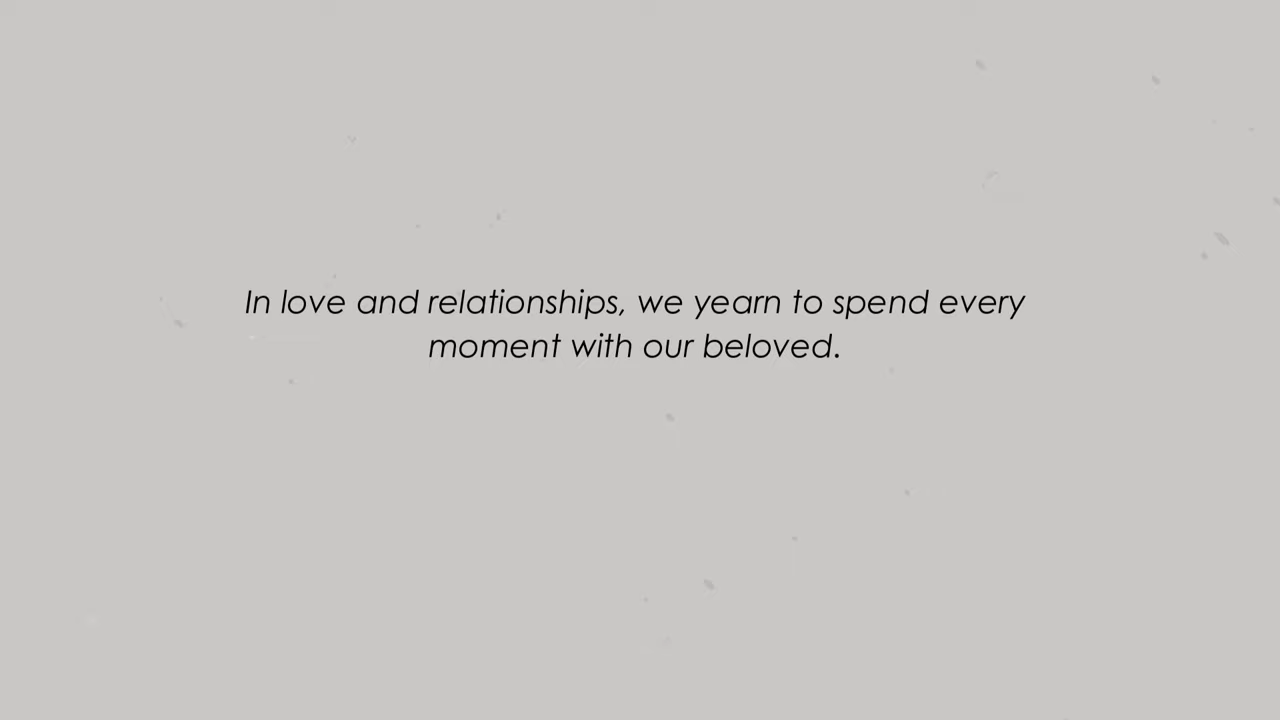 In love and relationships, we yearn to spend every
moment with our beloved.